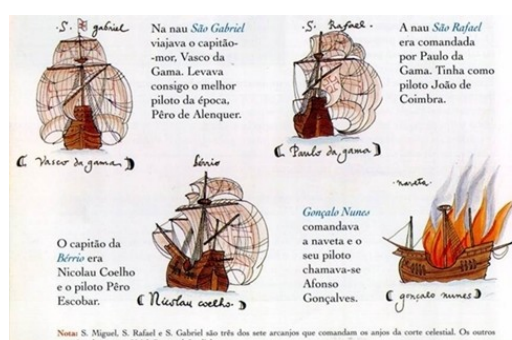 .S. gabriel
Na nau São Gabriel
viajava o capitão-
-mor, Vasco da
Gama. Levava
consigo o melhor
piloto da época,
Pêro de Alenquer.
Vasco da gama
.S. Rafael.
A nau São Rafael
era comandada
por Paulo da
Gama. Tinha como
piloto João de
Coimbra.
Paulo da gama
Bérrio
O capitão da
Bérrio era
Nicolau Coelho
e o piloto Pêro
Escobar.
Nicolau coelho.
naveta.
Gonçalo Nunes
comandava
a naveta e o
seu piloto
chamava-se
Afonso
Gonçalves.
gonçalo nunes
Nota: S. Miguel, S. Rafael e S. Gabriel são três dos sete arcanjos que comandam os anjos da corte celestial. Os outros